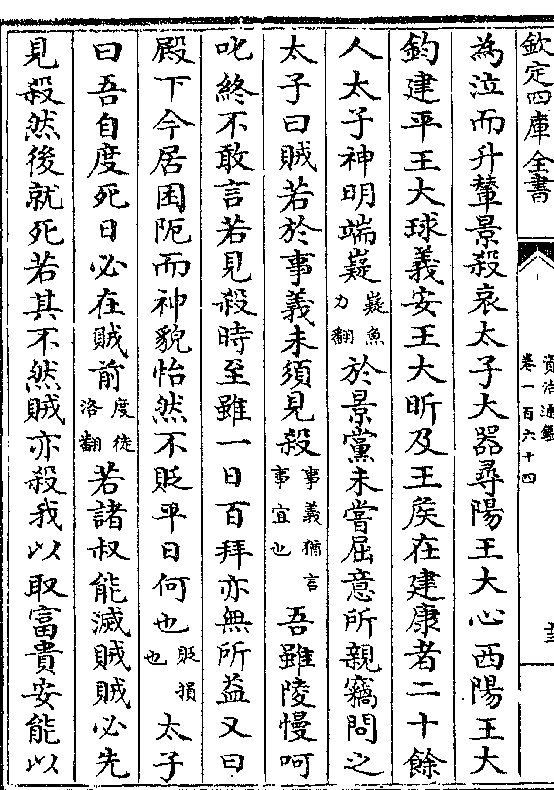 欽定四庫全書
資治通鑑
卷一百六十四
為泣而升輦景殺哀太子大器尋陽王大心西陽王大
鈞建平王大球義安王大昕及王侯在建康者二十餘
人太子神明端嶷嶷魚力翻於景黨未嘗屈意所親竊問之
太子曰賊若於事義未須見殺事義猶言事宜也吾雖陵慢呵
叱終不敢言若見殺時至雖一日百拜亦無所益又曰
殿下今居困阨而神貌怡然不貶平日何也貶損也太子
曰吾自度死日必在賊前度徒洛翻若諸叔能滅賊賊必先
見殺然後就死若其不然賊亦殺我以取富貴安能以